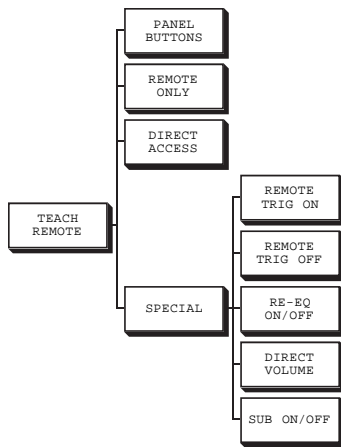 PANEL
BUTTONS
REMOTE
ONLY
DIRECT
ACCESS
TEACH
REMOTE
SPECIAL
REMOTE
TRIG ON
REMOTE
TRIG OFF
RE-EQ
ON/OFF
DIRECT
VOLUME
SUB ON/OFF